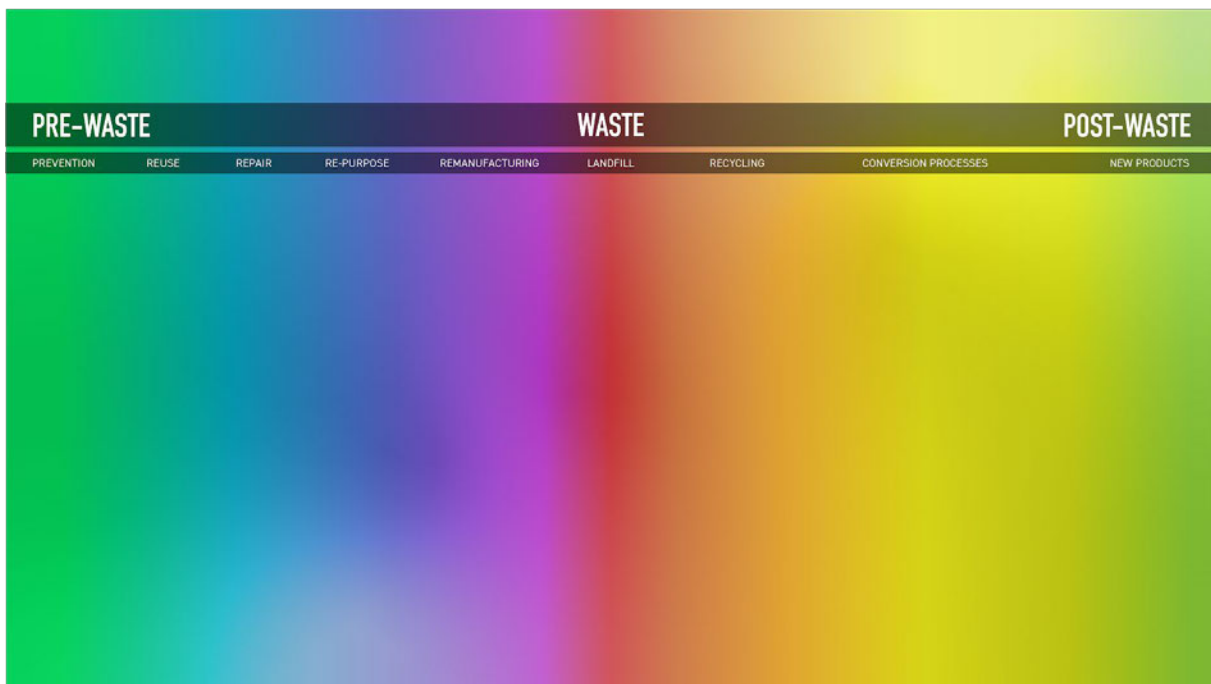 PRE-WASTE WASTE POST-WASTE
PREVENTION REUSE REPAIR RE-PURPOSE REMANUFACTURING LANDFILL RECYCLING CONVERSION PROCESSES NEW PRODUCTS